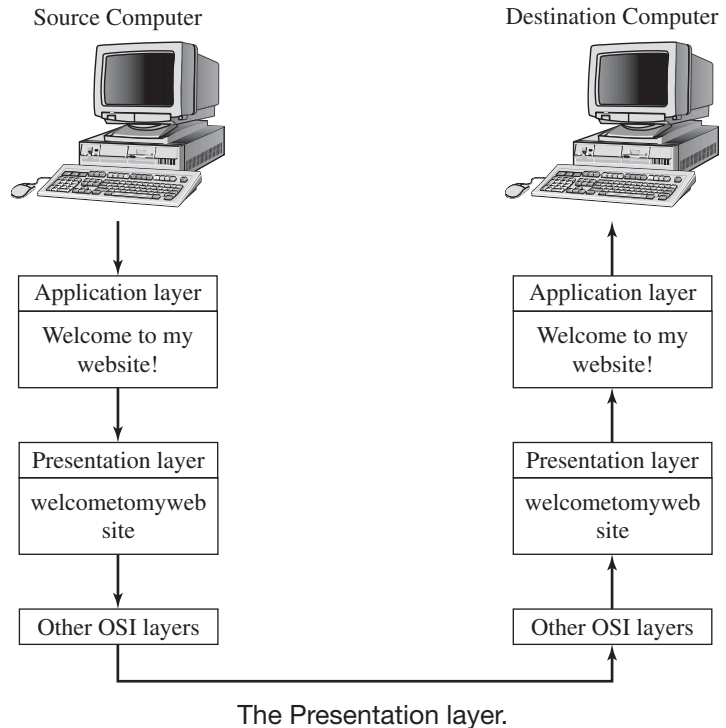 Source Computer
Destination Computer
Application layer
Welcome to my
website!
Presentation layer
welcometomyweb
site
Other OSI layers
Application layer
Welcome to my
website!
Presentation layer
welcometomyweb
site
Other OSI layers
The Presentation layer.